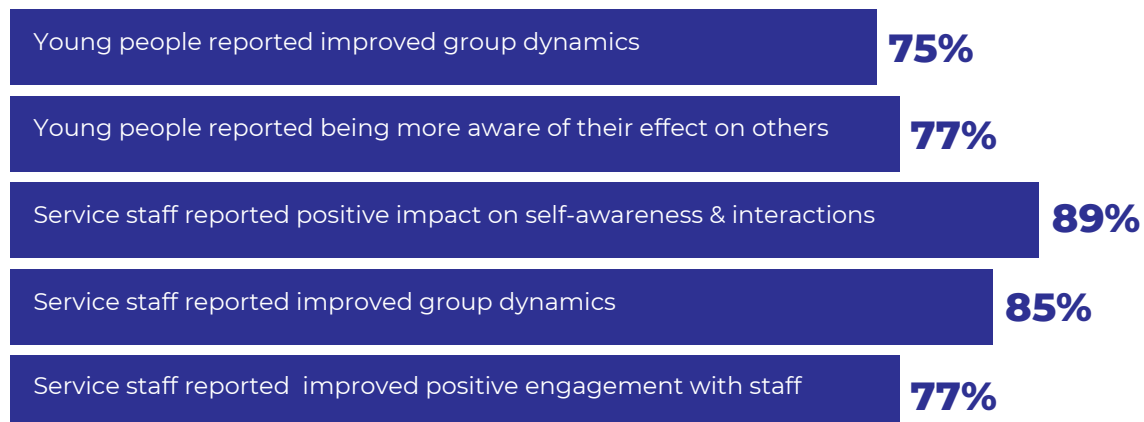 Young people reported improved group dynamics 75%
Young people reported being more aware of their effect on others 77%
Service staff reported positive impact on self-awareness & interactions 89%
Service staff reported improved group dynamics 85%
Service staff reported  improved positive engagement with staff 77%